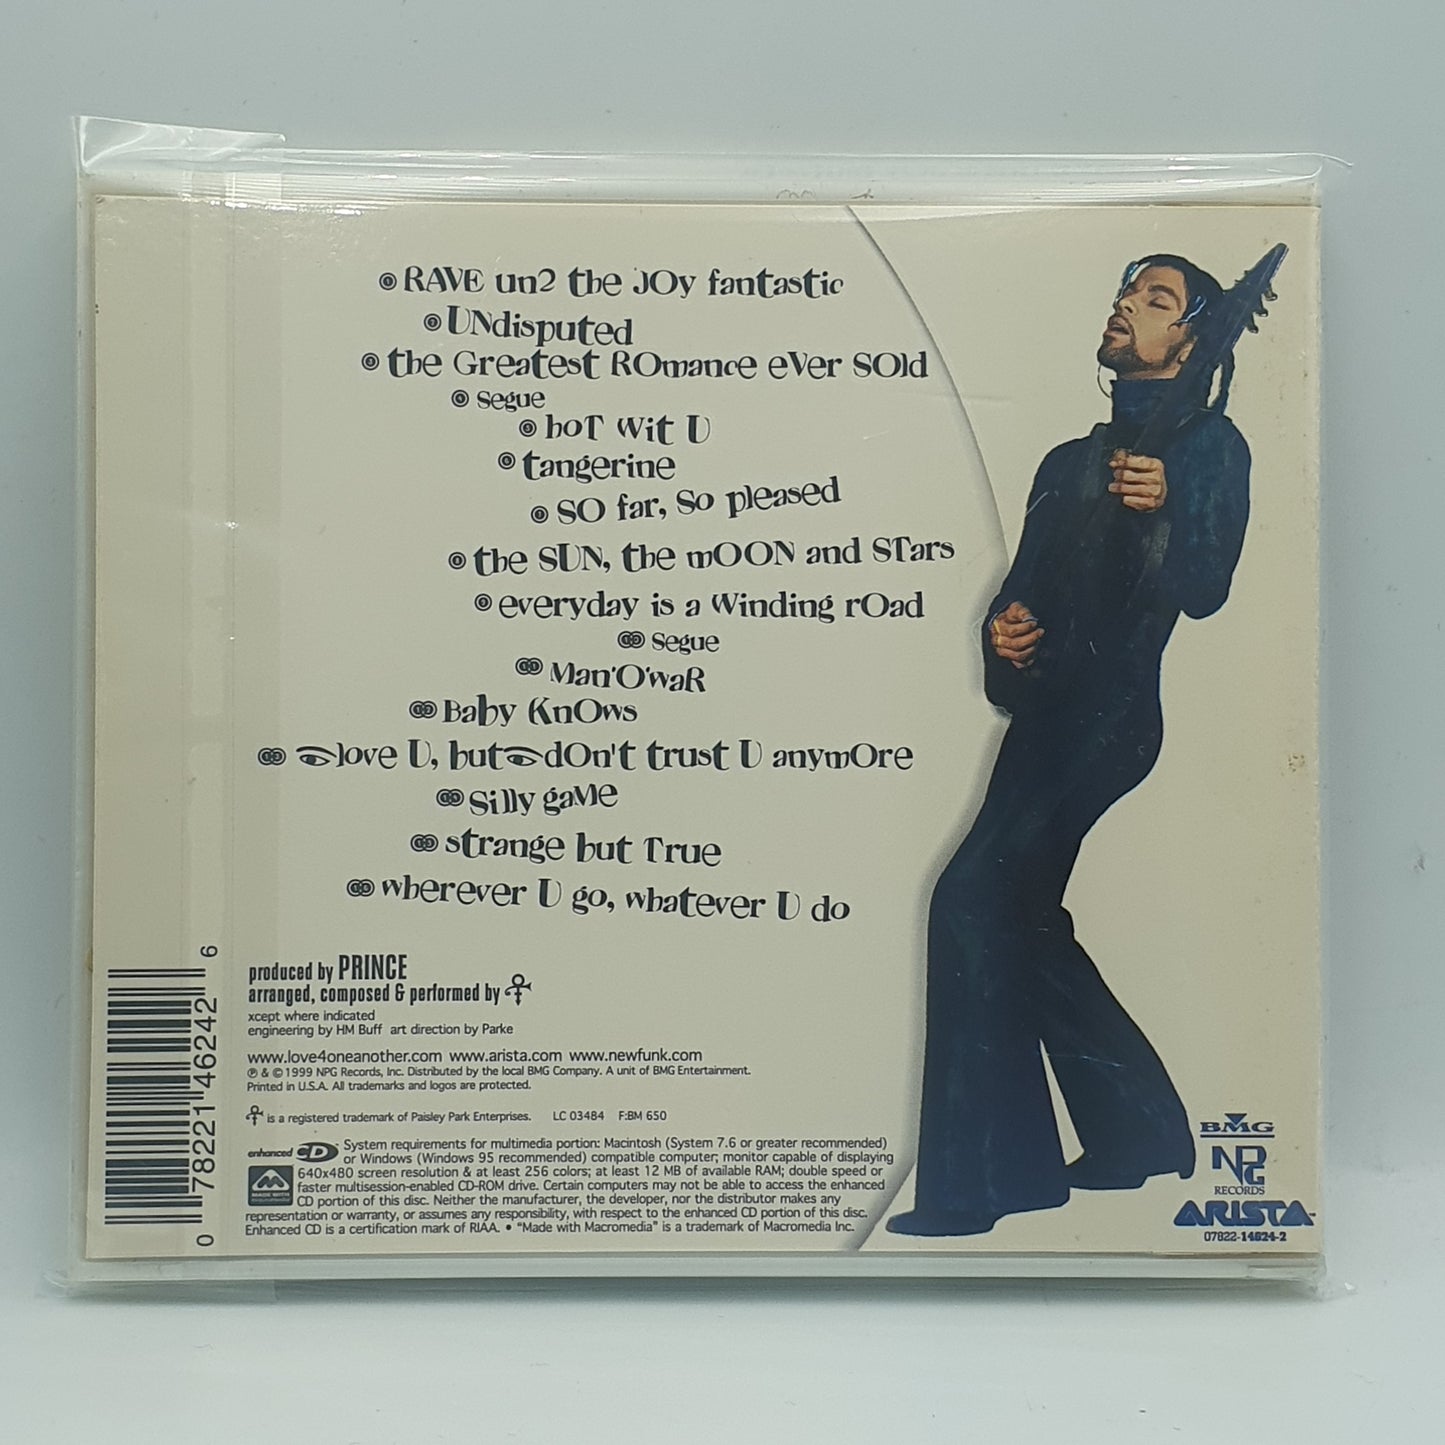 ① RAVE un2 the JOy fantastic
② UNdisputed
③ the Greatest ROmance eVer SOld
④ Segue
⑤ hoT Wit U
⑥ tangerine
⑦ SO far, So pleased
⑧ the SUN, the mOON and STars
⑨ everyday is a Winding rOad
Segue
Man'O'waR
Baby KnOws
love U, but dOn't trust U anymOre
Silly gaMe
strange but True
wherever U go, whatever U do
produced by PRINCE
arranged, composed & performed by
xcept where indicated
engineering by HM Buff art direction by Parke
www.love4oneanother.com www.arista.com www.newfunk.com
℗ & © 1999 NPG Records, Inc. Distributed by the local BMG Company. A unit of BMG Entertainment.
Printed in U.S.A. All trademarks and logos are protected.
is a registered trademark of Paisley Park Enterprises. LC 03484 F:BM 650
enhanced CD System requirements for multimedia portion: Macintosh (System 7.6 or greater recommended)
or Windows (Windows 95 recommended) compatible computer; monitor capable of displaying
640x480 screen resolution & at least 256 colors; at least 12 MB of available RAM; double speed or
faster multisession-enabled CD-ROM drive. Certain computers may not be able to access the enhanced
CD portion of this disc. Neither the manufacturer, the developer, nor the distributor makes any
representation or warranty, or assumes any responsibility, with respect to the enhanced CD portion of this disc.
Enhanced CD is a certification mark of RIAA. • "Made with Macromedia" is a trademark of Macromedia Inc.
MADE WITH
0 78221 46242 6
BMG
NPG
RECORDS
ARISTA
07822-14624-2